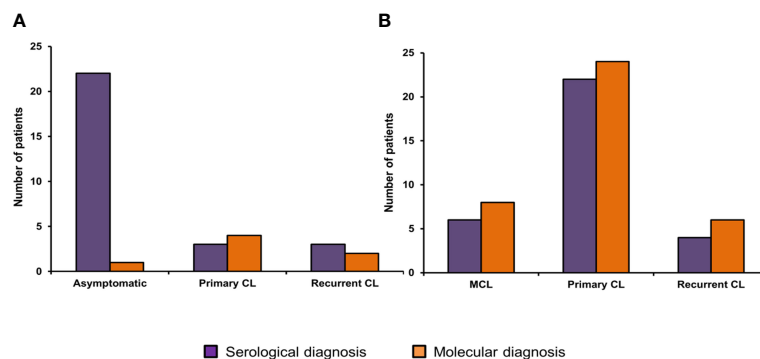 A
B
Number of patients
25
20
15
10
5
0
Asymptomatic
Primary CL
Recurrent CL
Number of patients
25
20
15
10
5
0
MCL
Primary CL
Recurrent CL
Serological diagnosis
Molecular diagnosis